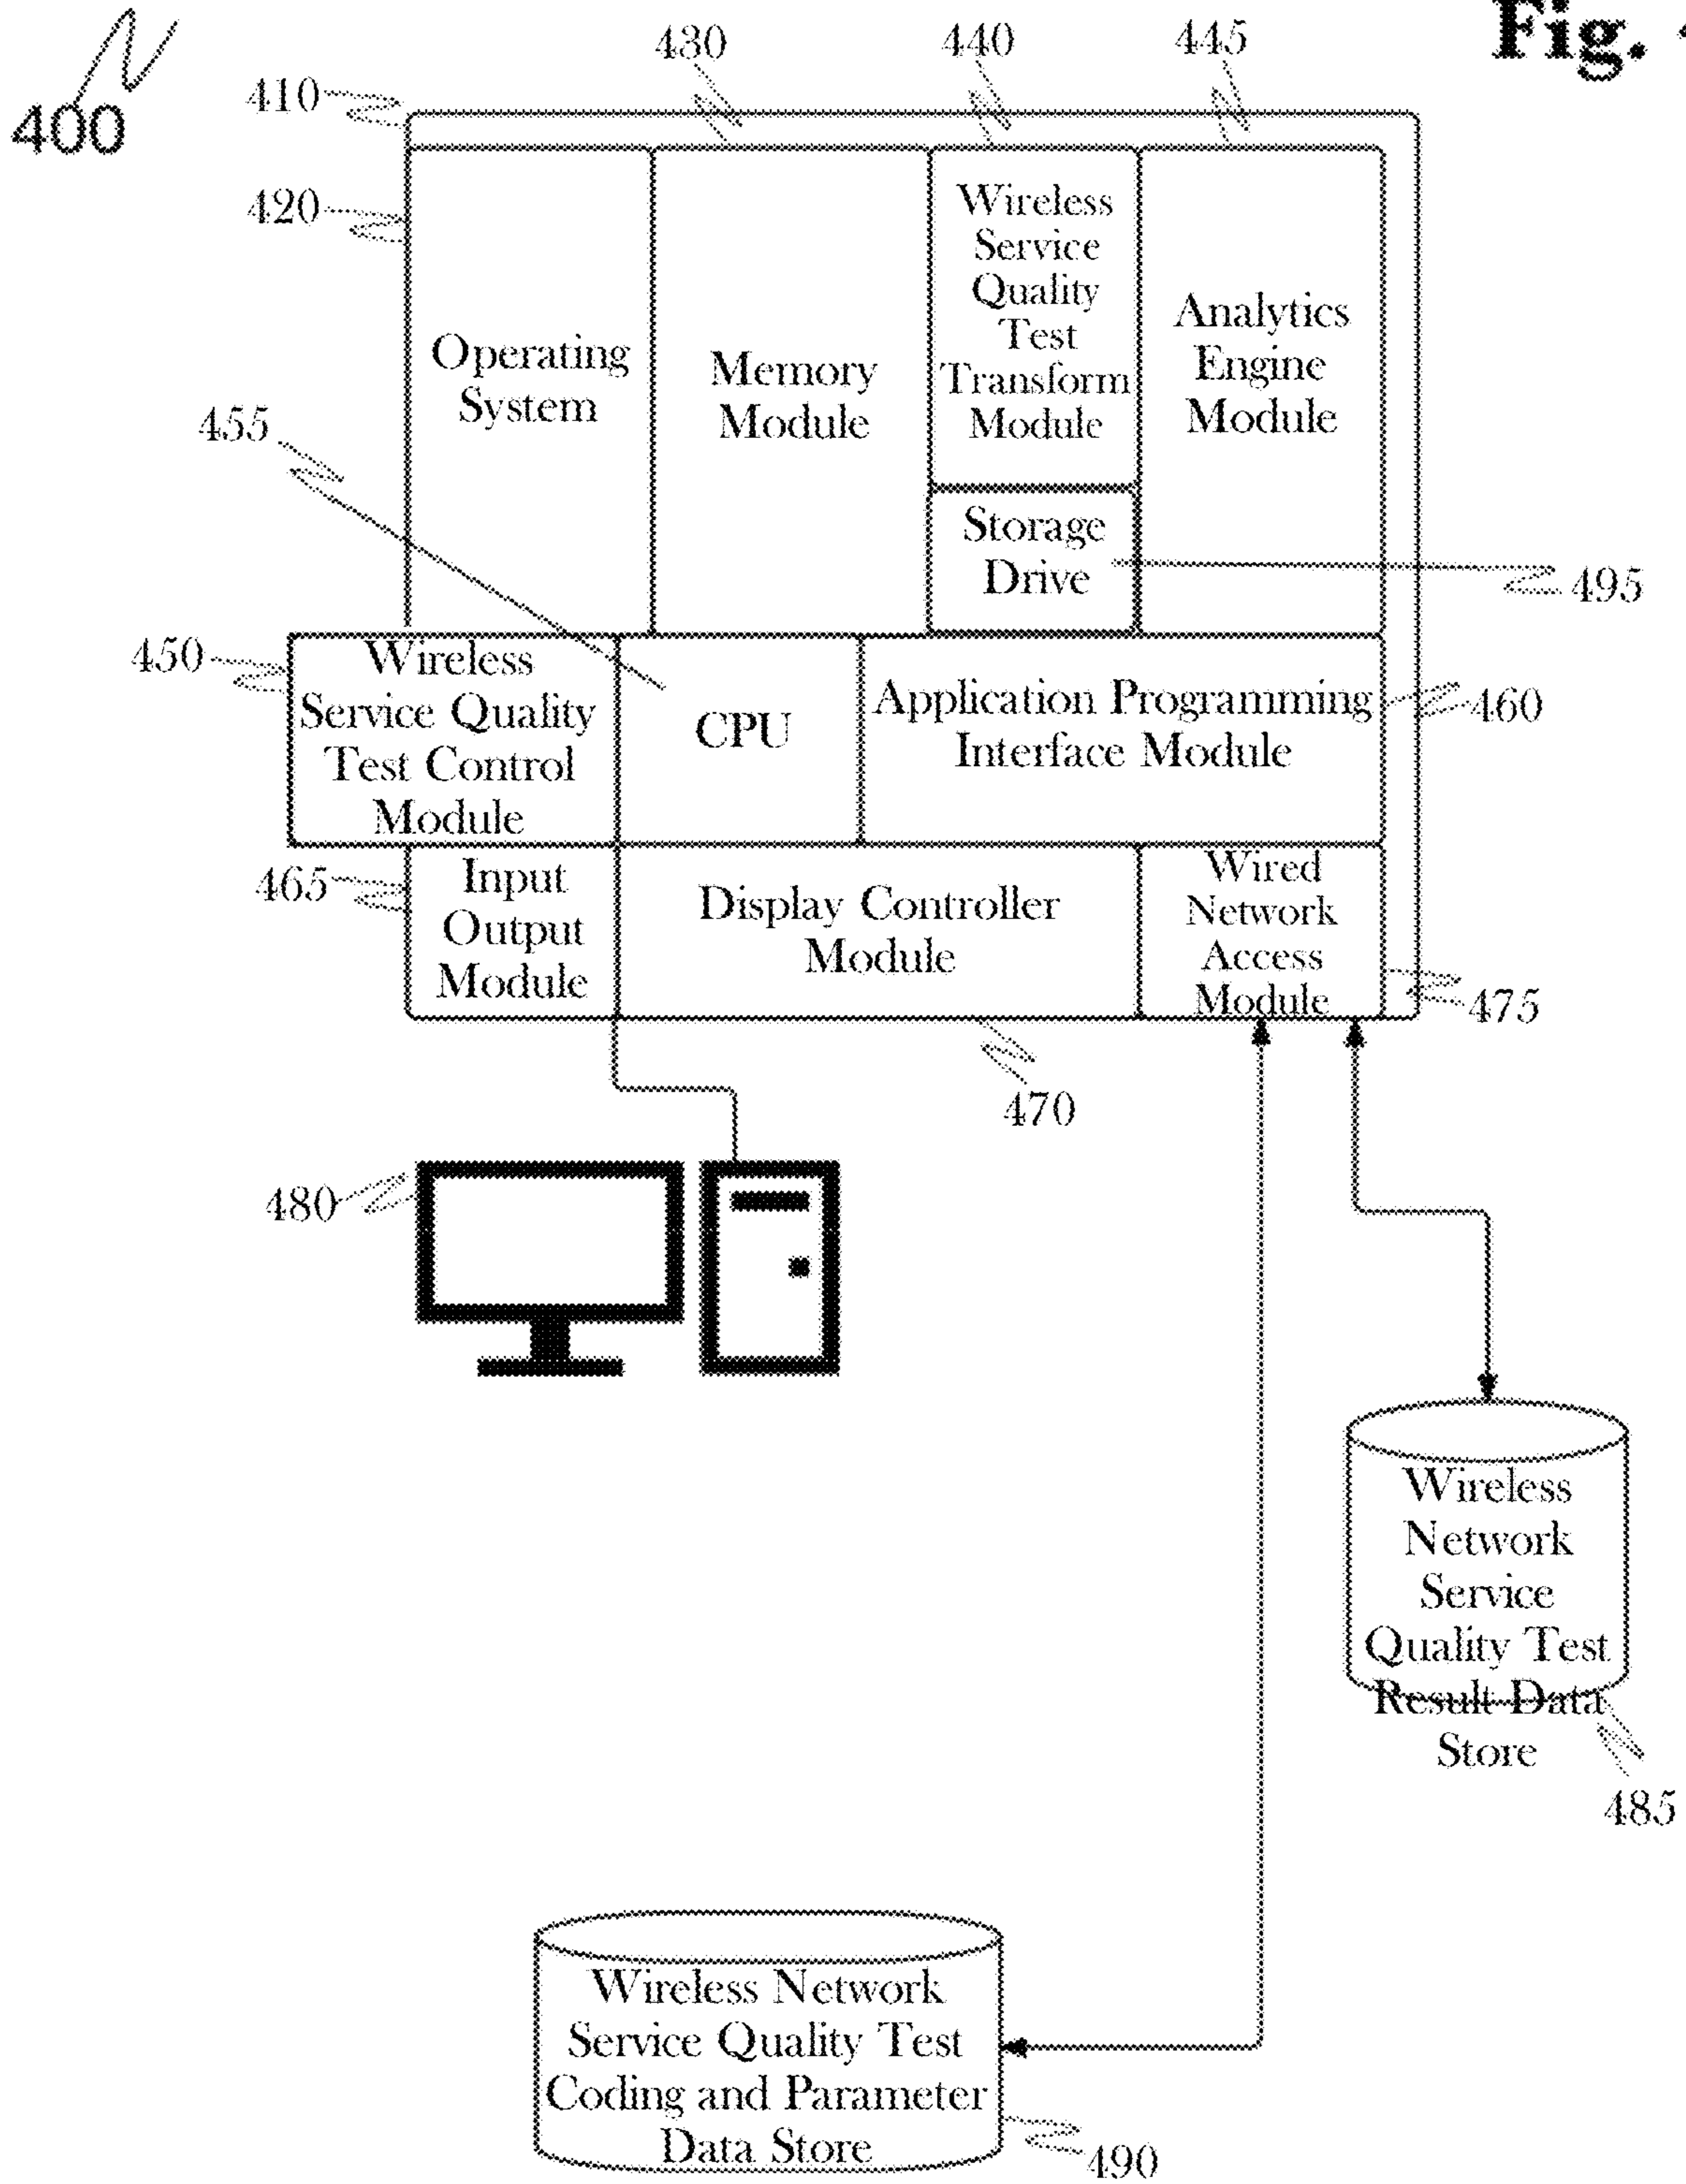 Fig.
400
410
430
440
445
420
Operating
System
Memory
Module
Wireless
Service
Quality
Test
Transform
Module
Analytics
Engine
Module
455
Storage
Drive
495
450
Wireless
Service Quality
Test Control
Module
CPU
Application Programming
Interface Module
460
465
Input
Output
Module
Display Controller
Module
Wired
Network
Access
Module
475
470
480
Wireless
Network
Service
Quality Test
Result Data
Store
485
Wireless Network
Service Quality Test
Coding and Parameter
Data Store
490